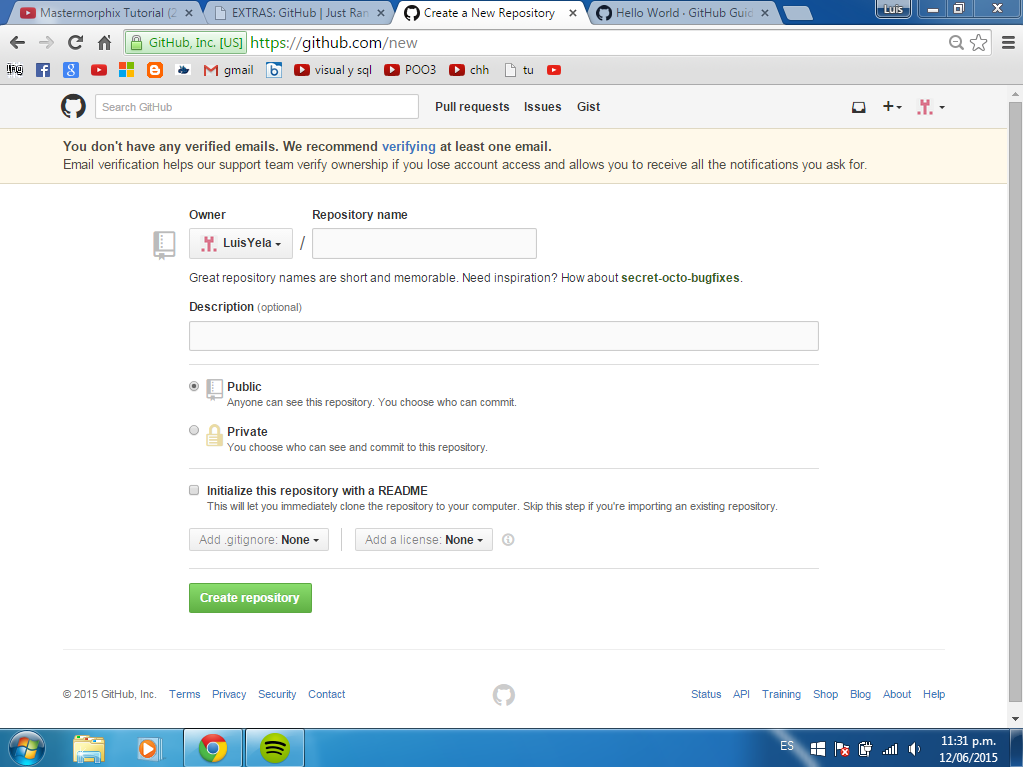 Mastermorphix Tutorial (2
EXTRAS: GitHub | Just Ran
Create a New Repository
Hello World · GitHub Guid
Luis
GitHub, Inc. [US] https://github.com/new
gmail
visual y sql
POO3
chh
tu
Search GitHub
Pull requests
Issues
Gist
You don't have any verified emails. We recommend verifying at least one email.
Email verification helps our support team verify ownership if you lose account access and allows you to receive all the notifications you ask for.
Owner
Repository name
LuisYela
/
Great repository names are short and memorable. Need inspiration? How about secret-octo-bugfixes.
Description (optional)
Public
Anyone can see this repository. You choose who can commit.
Private
You choose who can see and commit to this repository.
Initialize this repository with a README
This will let you immediately clone the repository to your computer. Skip this step if you're importing an existing repository.
Add .gitignore: None
Add a license: None
Create repository
© 2015 GitHub, Inc. Terms Privacy Security Contact
Status API Training Shop Blog About Help
ES
11:31 p.m.
12/06/2015